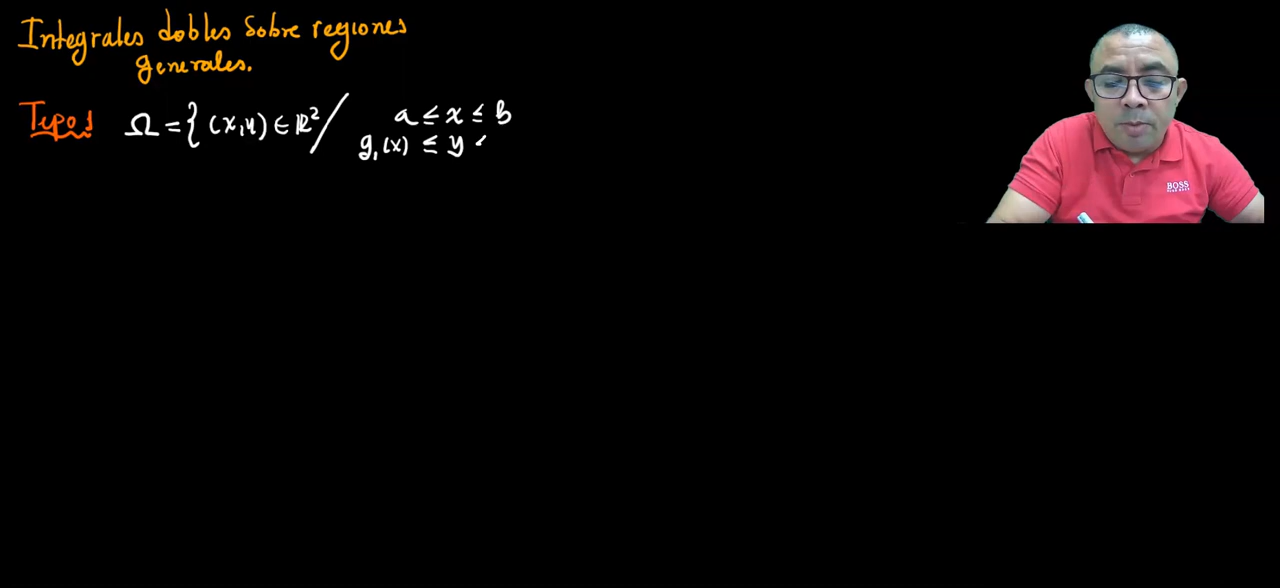 Integrales dobles sobre regiones
generales.
Tipo I Ω = { (x,y) ∈ ℝ² / a ≤ x ≤ b
g₁(x) ≤ y <
BOSS